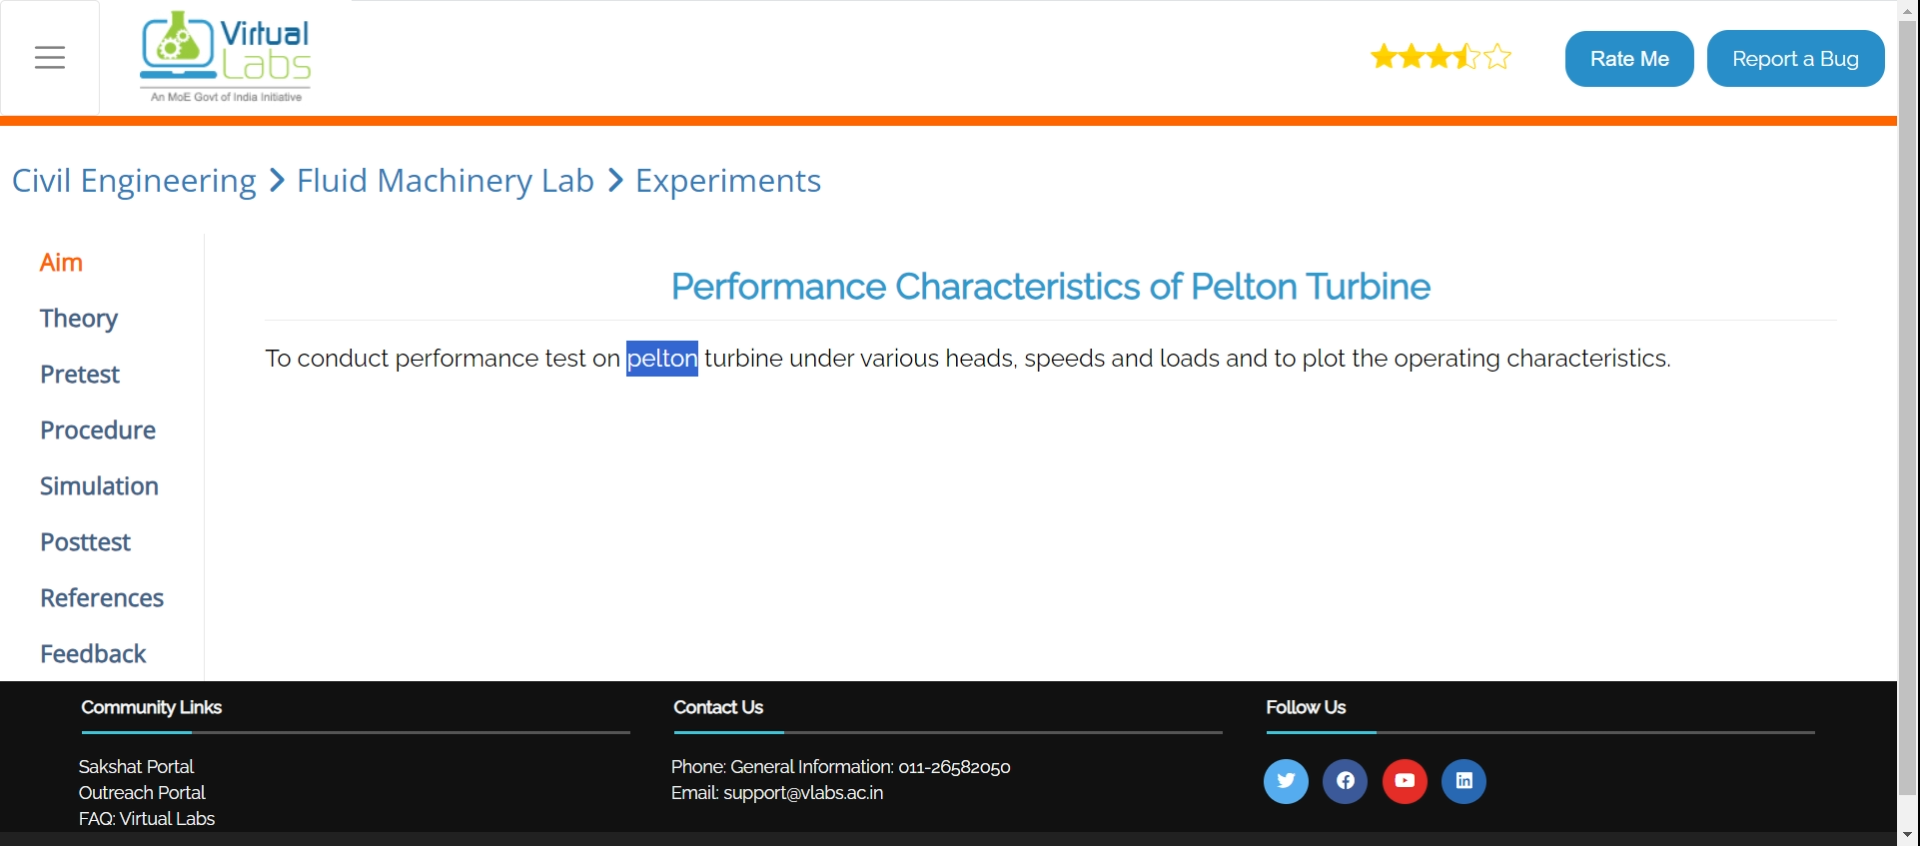 Virtual
Labs
An MoE Govt of India Initiative
Rate Me
Report a Bug
Civil Engineering > Fluid Machinery Lab > Experiments
Aim
Theory
Pretest
Procedure
Simulation
Posttest
References
Feedback
Performance Characteristics of Pelton Turbine
To conduct performance test on pelton turbine under various heads, speeds and loads and to plot the operating characteristics.
Community Links
Sakshat Portal
Outreach Portal
FAQ: Virtual Labs
Contact Us
Phone: General Information: 011-26582050
Email: support@vlabs.ac.in
Follow Us